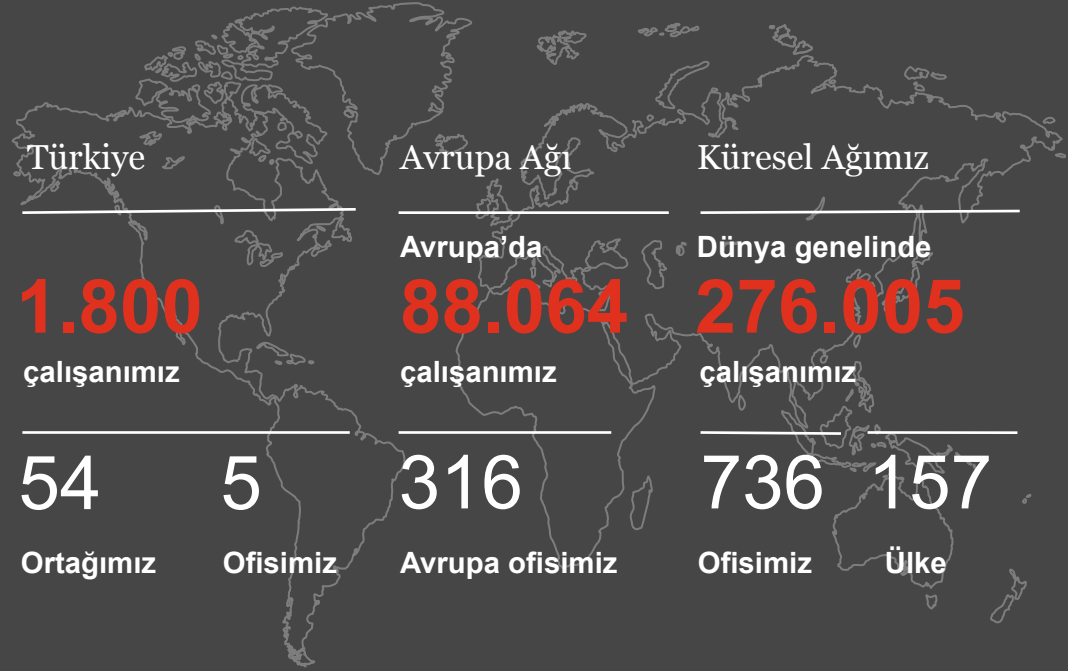 Türkiye
1.800
çalışanımız
54
Ortağımız
5
Ofisimiz
Avrupa Ağı
Avrupa'da
88.064
çalışanımız
316
Avrupa ofisimiz
Küresel Ağımız
Dünya genelinde
276.005
çalışanımız
736
Ofisimiz
157
Ülke